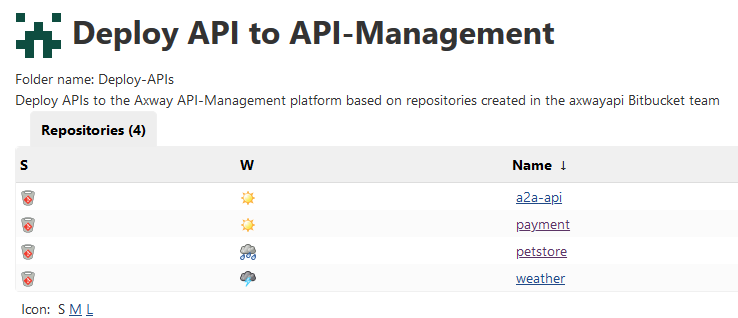 Deploy API to API-Management
Folder name: Deploy-APIs
Deploy APIs to the Axway API-Management platform based on repositories created in the axwayapi Bitbucket team
Repositories (4)
S W Name ↓
a2a-api
payment
petstore
weather
Icon: S M L